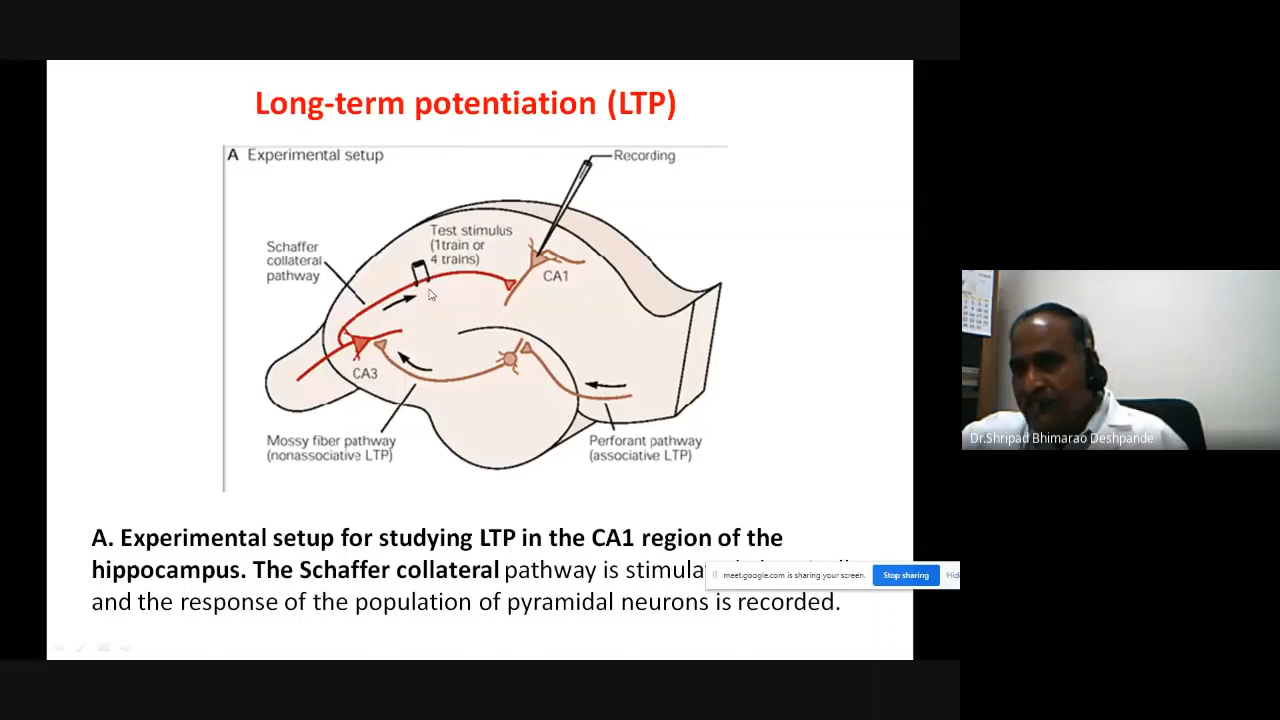 Long-term potentiation (LTP)
A Experimental setup
Recording
Test stimulus
(1train or
4 trains)
Schaffer
collateral
pathway
CA1
CA3
Mossy fiber pathway
(nonassociative LTP)
Perforant pathway
(associative LTP)
A. Experimental setup for studying LTP in the CA1 region of the
hippocampus. The Schaffer collateral pathway is
and the response of the population of pyramidal neurons is recorded.
meet.google.com is sharing your screen.
Stop sharing
Dr.Shripad Bhimarao Deshpande